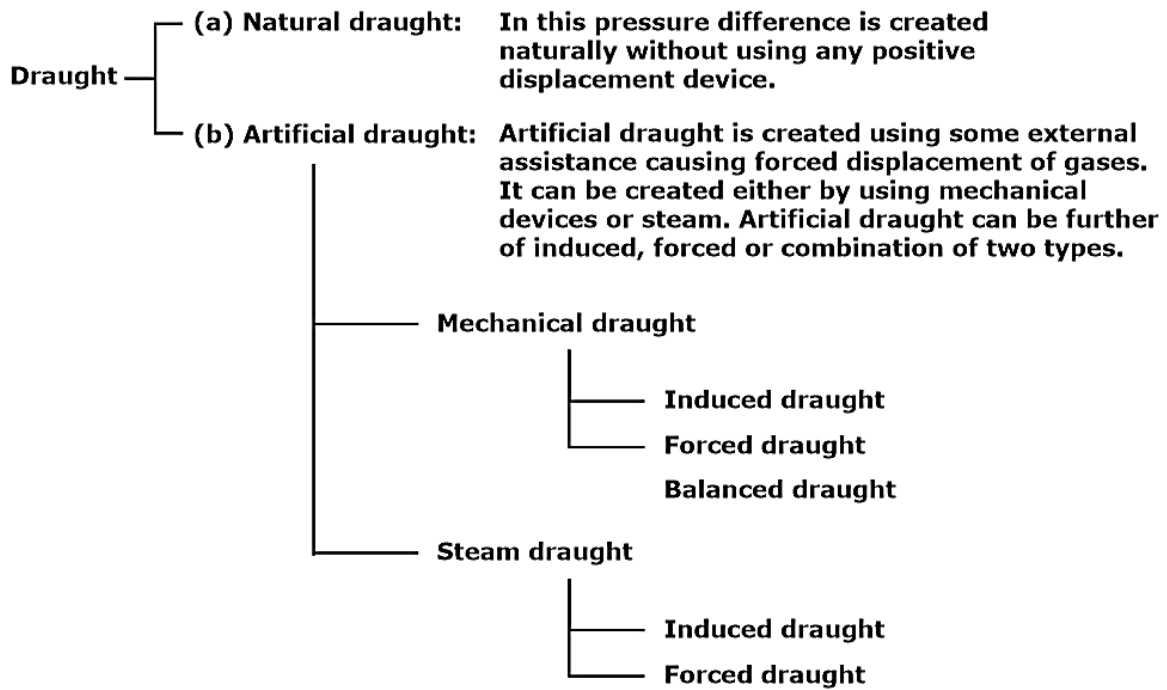 Draught
(a) Natural draught: In this pressure difference is created
naturally without using any positive
displacement device.
(b) Artificial draught: Artificial draught is created using some external
assistance causing forced displacement of gases.
It can be created either by using mechanical
devices or steam. Artificial draught can be further
of induced, forced or combination of two types.
Mechanical draught
Induced draught
Forced draught
Balanced draught
Steam draught
Induced draught
Forced draught